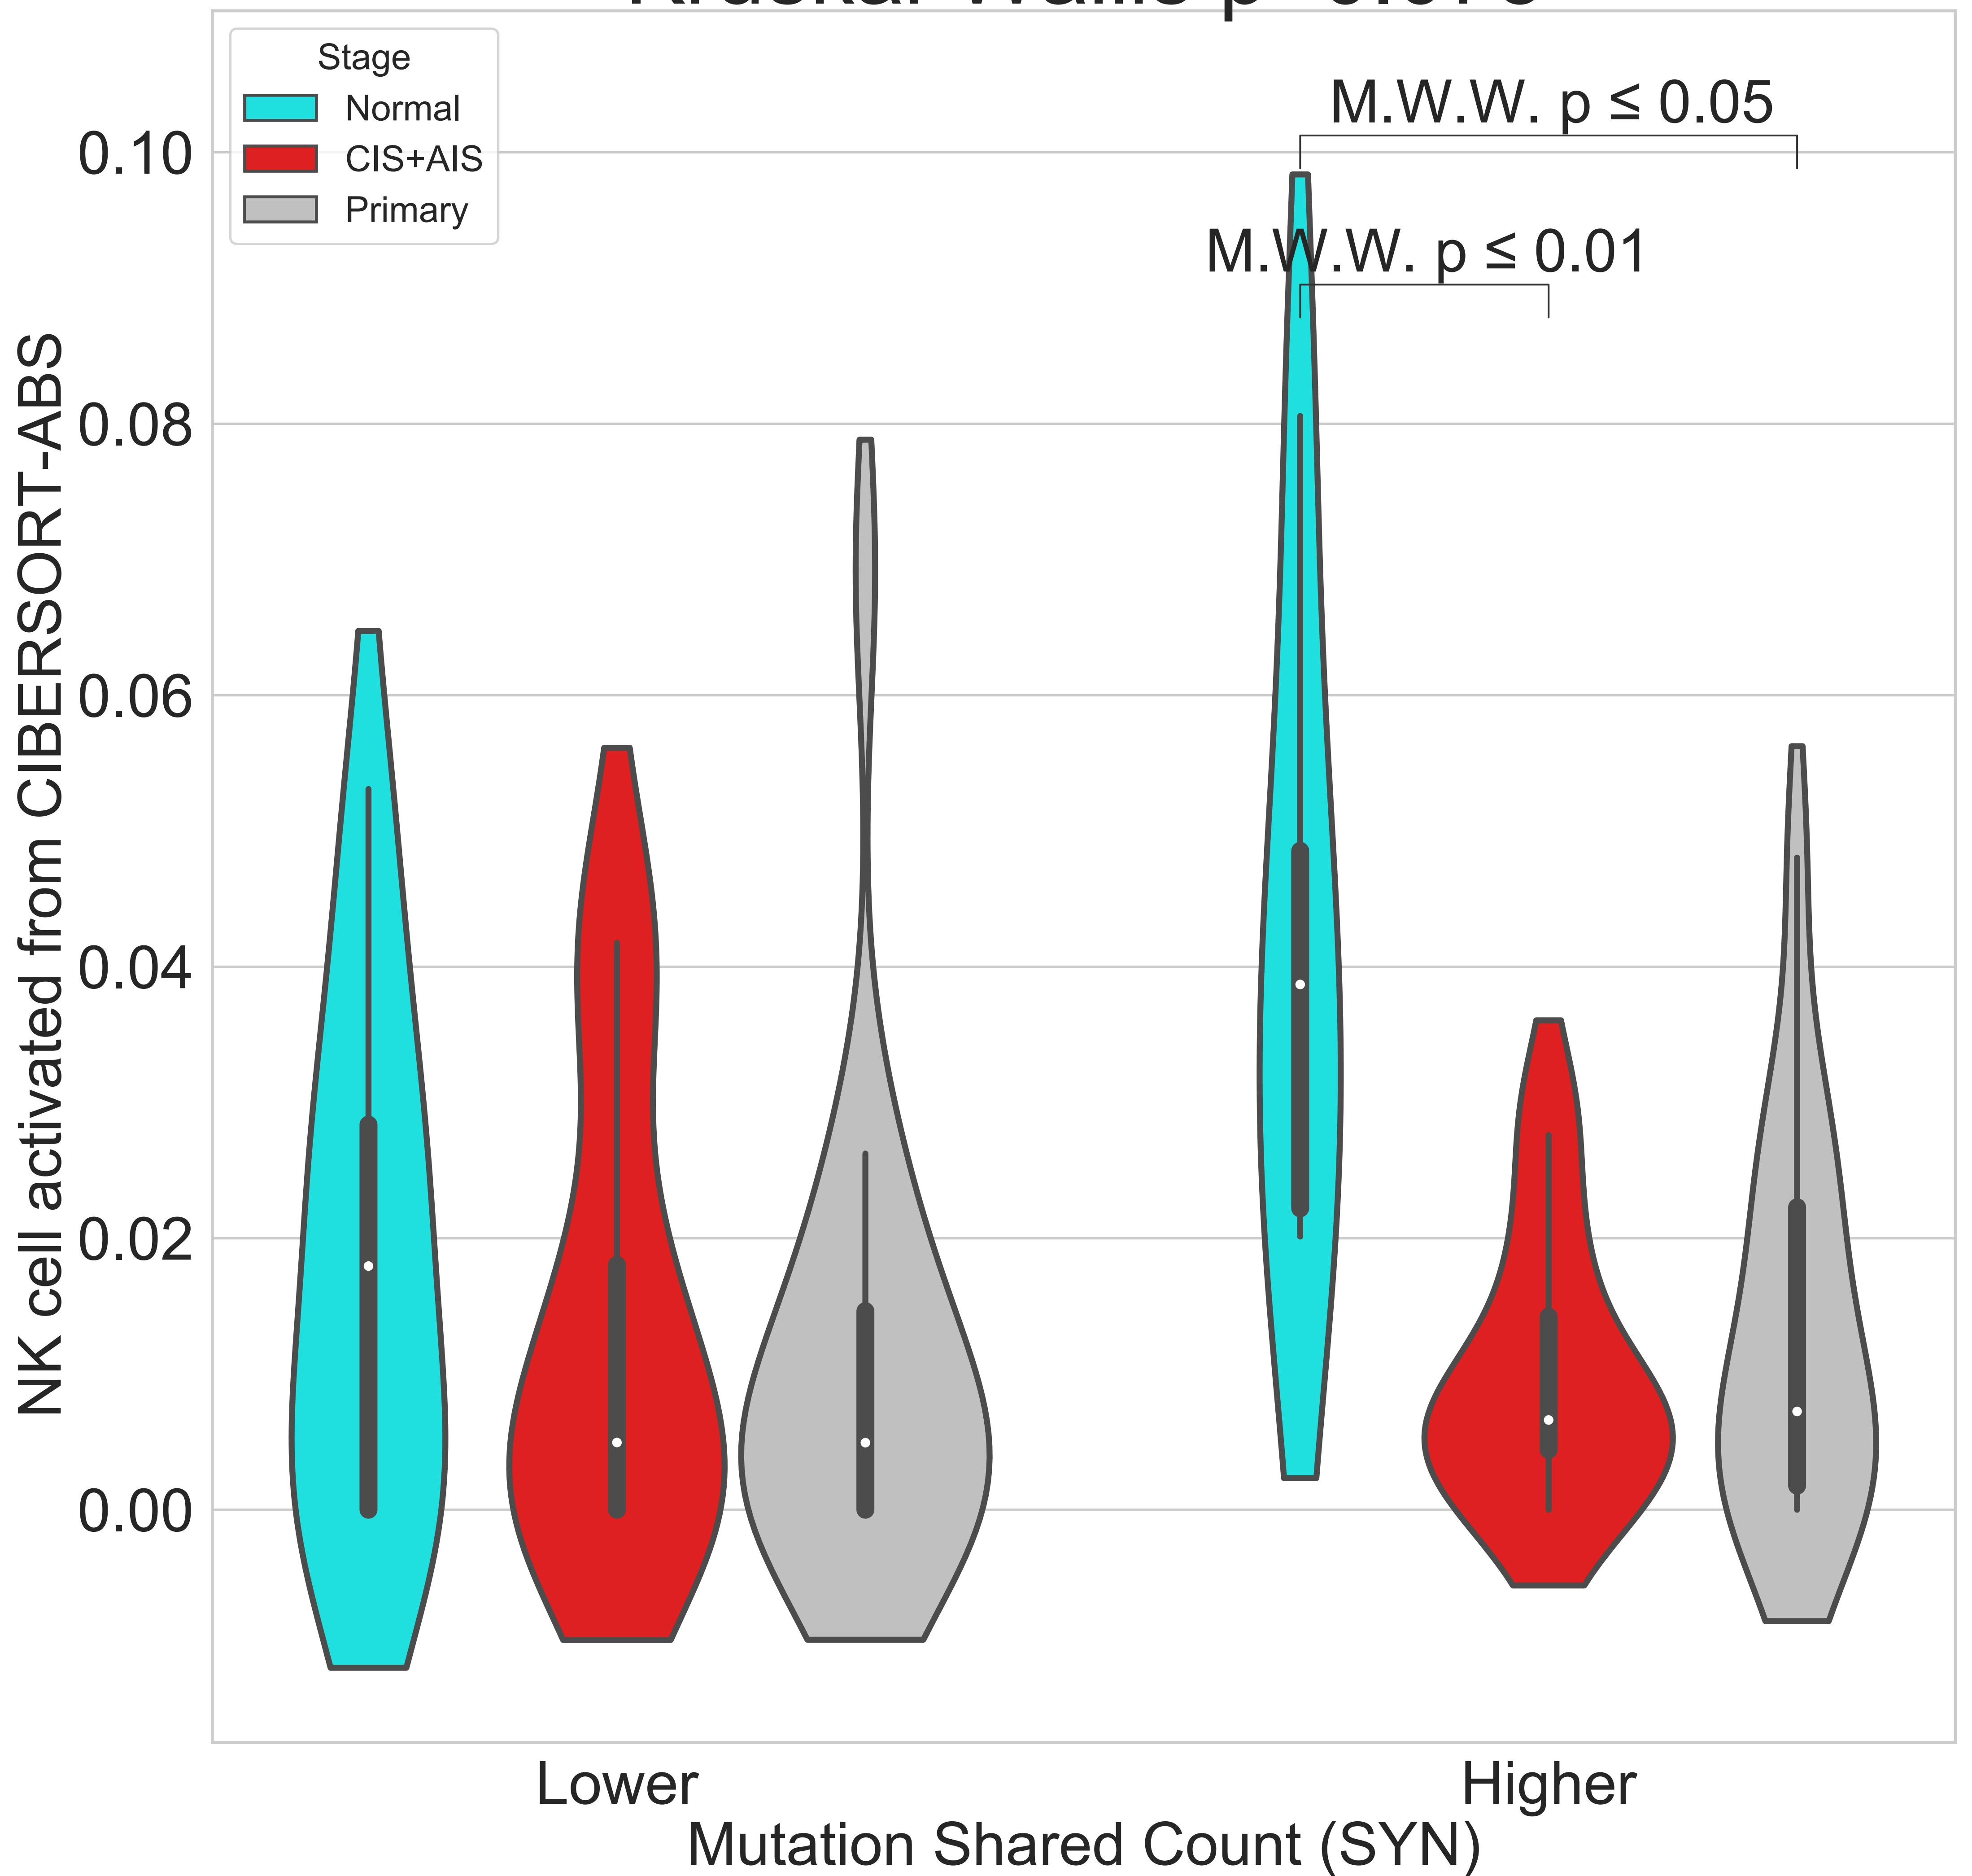 Stage
Normal
CIS+AIS
Primary
M.W.W. p ≤ 0.05
M.W.W. p ≤ 0.01
NK cell activated from CIBERSORT-ABS
0.10
0.08
0.06
0.04
0.02
0.00
Lower
Higher
Mutation Shared Count (SYN)